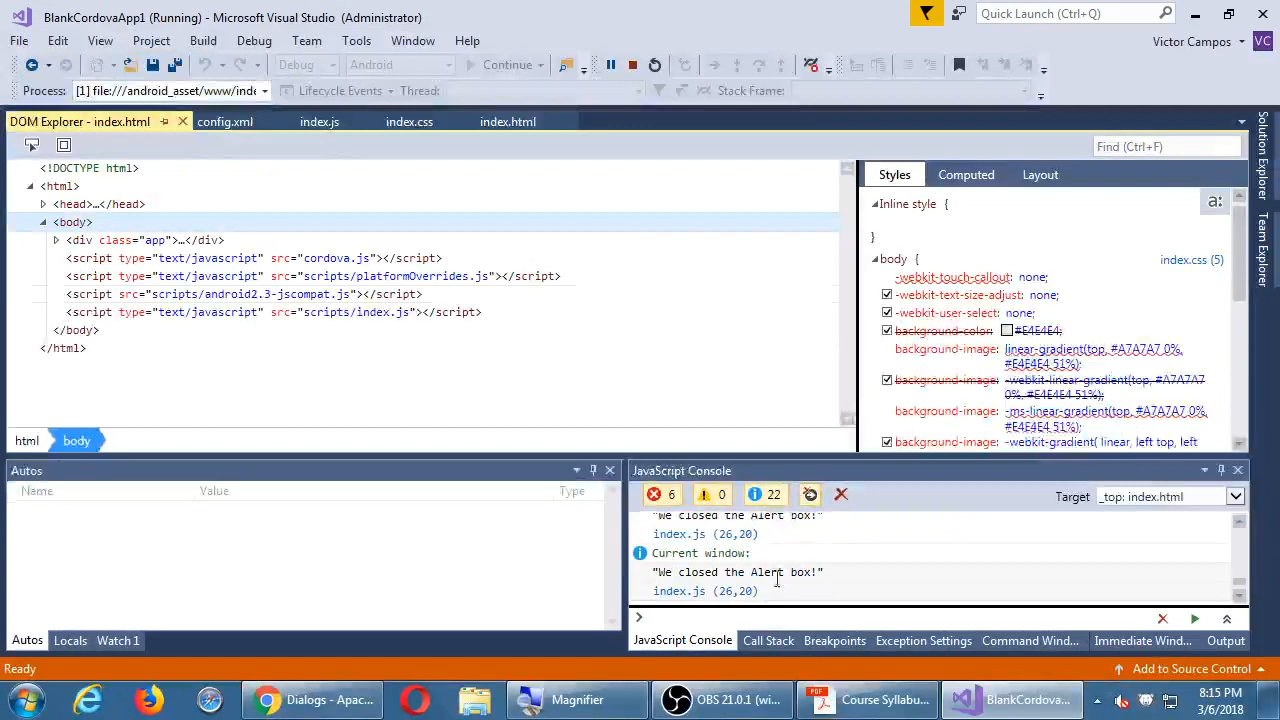 BlankCordovaApp1 (Running) - Microsoft Visual Studio (Administrator)
Quick Launch (Ctrl+Q)
File Edit View Project Build Debug Team Tools Window Help
Victor Campos VC
Debug Android Continue
Process: [1] file:///android_asset/www/inde Lifecycle Events Thread: Stack Frame:
DOM Explorer - index.html config.xml index.js index.css index.html
Find (Ctrl+F)
<!DOCTYPE html>
<html>
<head>…</head>
<body>
<div class="app">…</div>
<script type="text/javascript" src="cordova.js"></script>
<script type="text/javascript" src="scripts/platformOverrides.js"></script>
<script src="scripts/android2.3-jscompat.js"></script>
<script type="text/javascript" src="scripts/index.js"></script>
</body>
</html>
html body
Styles Computed Layout
Inline style {
a:
}
body { index.css (5)
-webkit-touch-callout: none;
-webkit-text-size-adjust: none;
-webkit-user-select: none;
background-color: #E4E4E4;
background-image: linear-gradient(top, #A7A7A7 0%,
#E4E4E4 51%);
background-image: -webkit-linear-gradient(top, #A7A7A7
0%, #E4E4E4 51%);
background-image: -ms-linear-gradient(top, #A7A7A7 0%,
#E4E4E4 51%);
background-image: -webkit-gradient( linear, left top, left
Solution Explorer
Team Explorer
Autos
Name Value Type
Autos Locals Watch 1
JavaScript Console
6 0 22 Target _top: index.html
"We closed the Alert box!"
index.js (26,20)
Current window:
"We closed the Alert box!"
index.js (26,20)
JavaScript Console Call Stack Breakpoints Exception Settings Command Wind... Immediate Wind... Output
Ready
Add to Source Control
Dialogs - Apac... Magnifier OBS 21.0.1 (wi... Course Syllabu... BlankCordova...
8:15 PM
3/6/2018